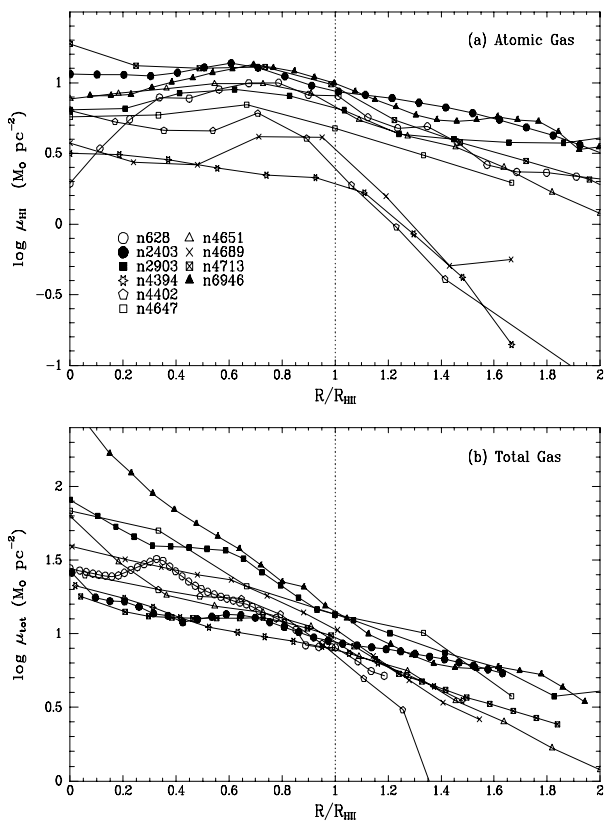 (a) Atomic Gas
1
0.5
0
−0.5
−1
log μHI (M⊙ pc−2)
n628 n4651
n2403 n4689
n2903 n4713
n4394 n6946
n4402
n4647
0 0.2 0.4 0.6 0.8 1 1.2 1.4 1.6 1.8 2
R/RHII
(b) Total Gas
2
1.5
1
0.5
0
log μtot (M⊙ pc−2)
0 0.2 0.4 0.6 0.8 1 1.2 1.4 1.6 1.8 2
R/RHII